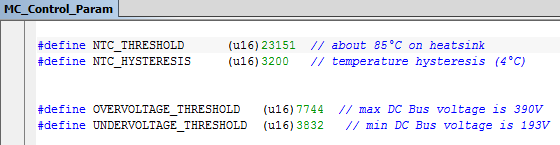 MC_Control_Param
#define NTC_THRESHOLD (u16)23151 // about 85°C on heatsink
#define NTC_HYSTERESIS (u16)3200 // temperature hysteresis (4°C)
#define OVERVOLTAGE_THRESHOLD (u16)7744 // max DC Bus voltage is 390V
#define UNDERVOLTAGE_THRESHOLD (u16)3832 // min DC Bus voltage is 193V